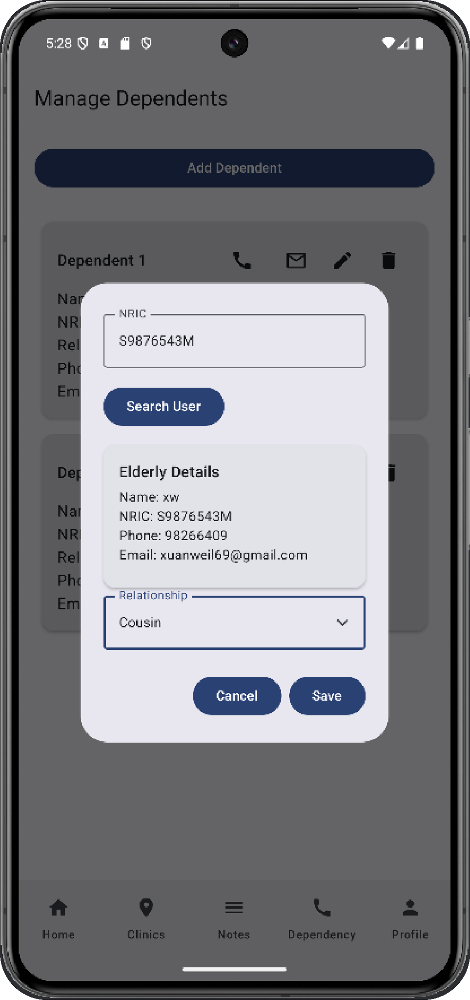 5:28
Manage Dependents
Add Dependent
Dependent 1
Nar
NRI
Rel
Pho
Em
NRIC
S9876543M
Search User
Elderly Details
Name: xw
NRIC: S9876543M
Phone: 98266409
Email: xuanweil69@gmail.com
Relationship
Cousin
Cancel
Save
Dep
Nar
NRI
Rel
Pho
Em
Home
Clinics
Notes
Dependency
Profile